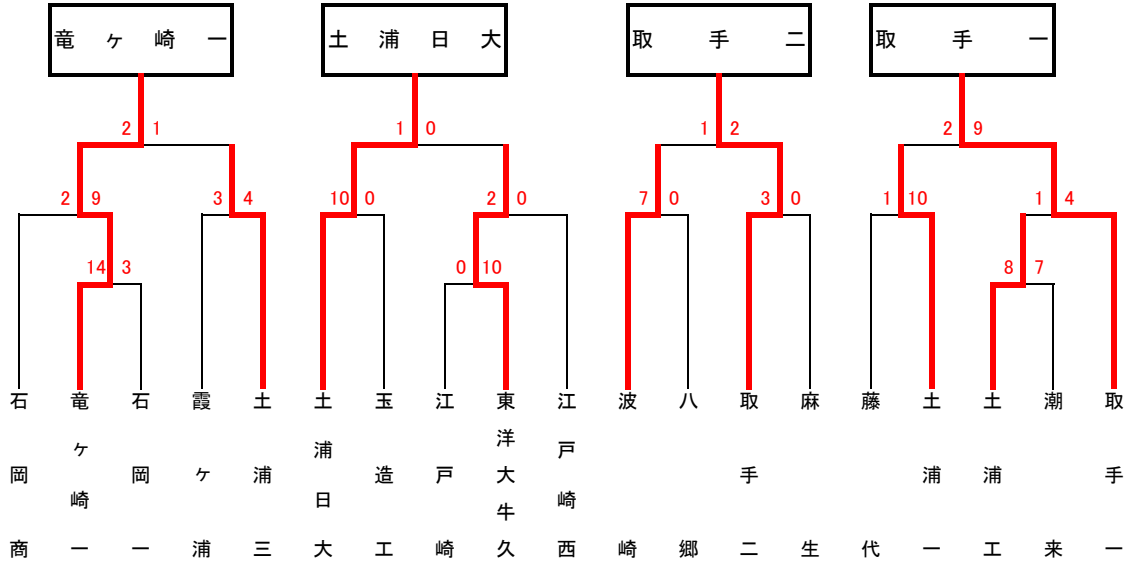 竜ヶ崎一 土浦日大 取手二 取手一
2 1 1 0 1 2 2 9
2 9 3 4 10 0 2 0 7 0 3 0 1 10 1 4
14 3 0 10 8 7
石岡商
竜ヶ崎一
石岡一
霞ヶ浦
土浦三
土浦日大
玉造工
江戸崎
東洋大牛久
江戸崎西
波崎
八郷
取手二
麻生
藤代
土浦一
土浦工
潮来
取手一